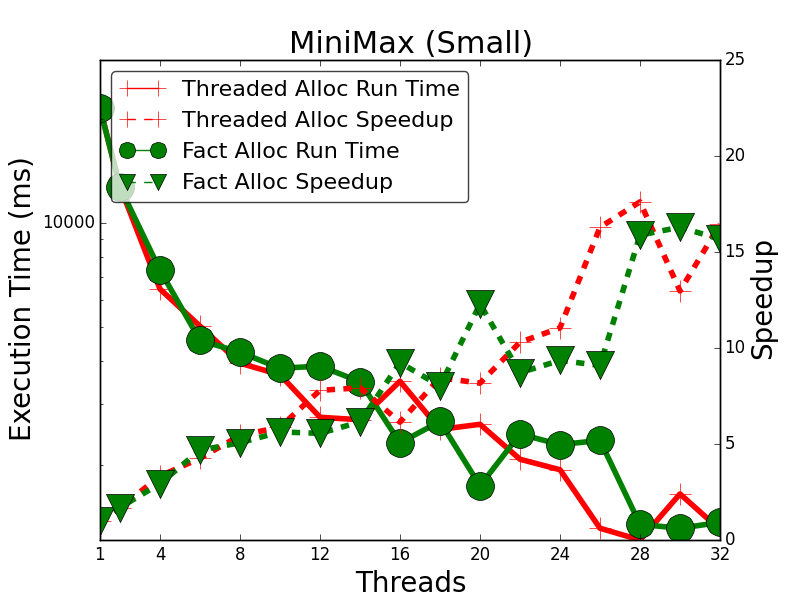 MiniMax (Small)
Threaded Alloc Run Time
Threaded Alloc Speedup
Fact Alloc Run Time
Fact Alloc Speedup
Execution Time (ms)
10000
Speedup
25
20
15
10
5
0
1 4 8 12 16 20 24 28 32
Threads